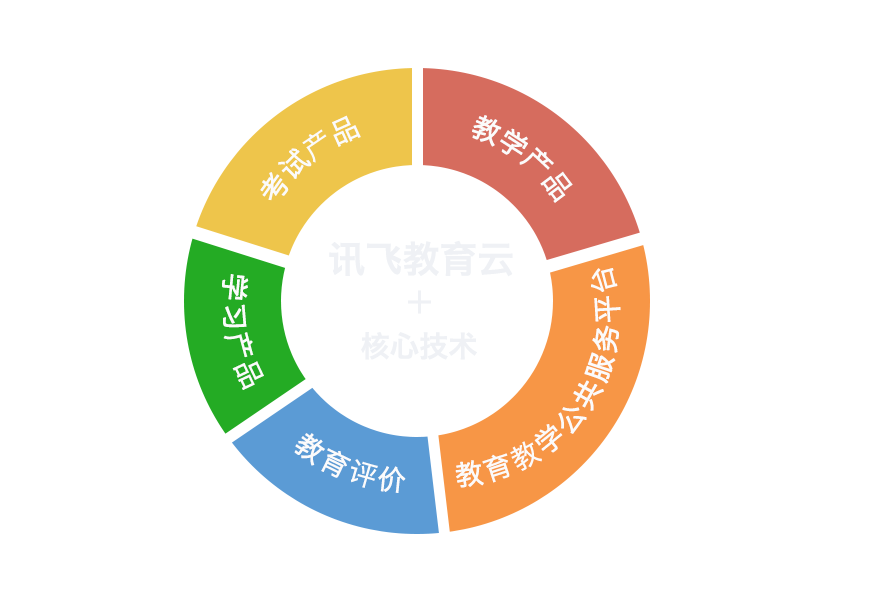 考试产品
教学产品
讯飞教育云
+
核心技术
学习产品
教育教学公共服务平台
教育评价